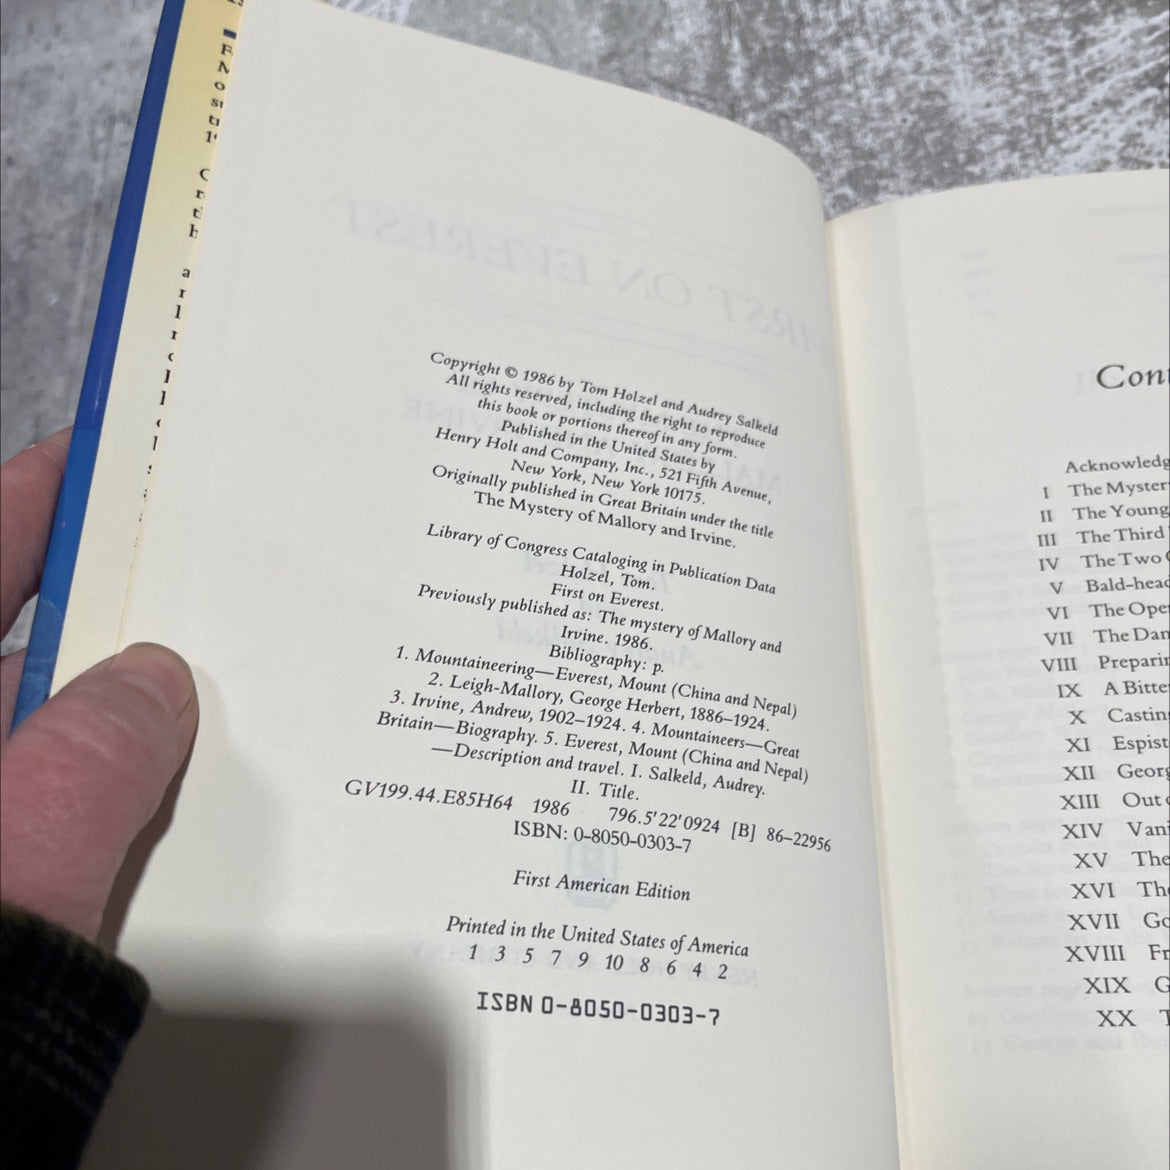 Copyright © 1986 by Tom Holzel and Audrey Salkeld
All rights reserved, including the right to reproduce
this book or portions thereof in any form.
Published in the United States by
Henry Holt and Company, Inc., 521 Fifth Avenue,
New York, New York 10175.
Originally published in Great Britain under the title
The Mystery of Mallory and Irvine.
Library of Congress Cataloging in Publication Data
Holzel, Tom.
First on Everest.
Previously published as: The mystery of Mallory and
Irvine. 1986.
Bibliography: p.
1. Mountaineering—Everest, Mount (China and Nepal)
2. Leigh-Mallory, George Herbert, 1886–1924.
3. Irvine, Andrew, 1902–1924. 4. Mountaineers—Great
Britain—Biography. 5. Everest, Mount (China and Nepal)
—Description and travel. I. Salkeld, Audrey.
II. Title.
GV199.44.E85H64 1986 796.5′22′0924 [B] 86–22956
ISBN: 0-8050-0303-7
First American Edition
Printed in the United States of America
1 3 5 7 9 10 8 6 4 2
ISBN 0-8050-0303-7
Cont
Acknowledg
I The Myster
II The Young
III The Third
IV The Two
V Bald-head
VI The Ope
VII The Dan
VIII Preparin
IX A Bitte
X Casting
XI Espist
XII Georg
XIII Out
XIV Vani
XV The
XVI The
XVII Go
XVIII Fr
XIX G
XX T